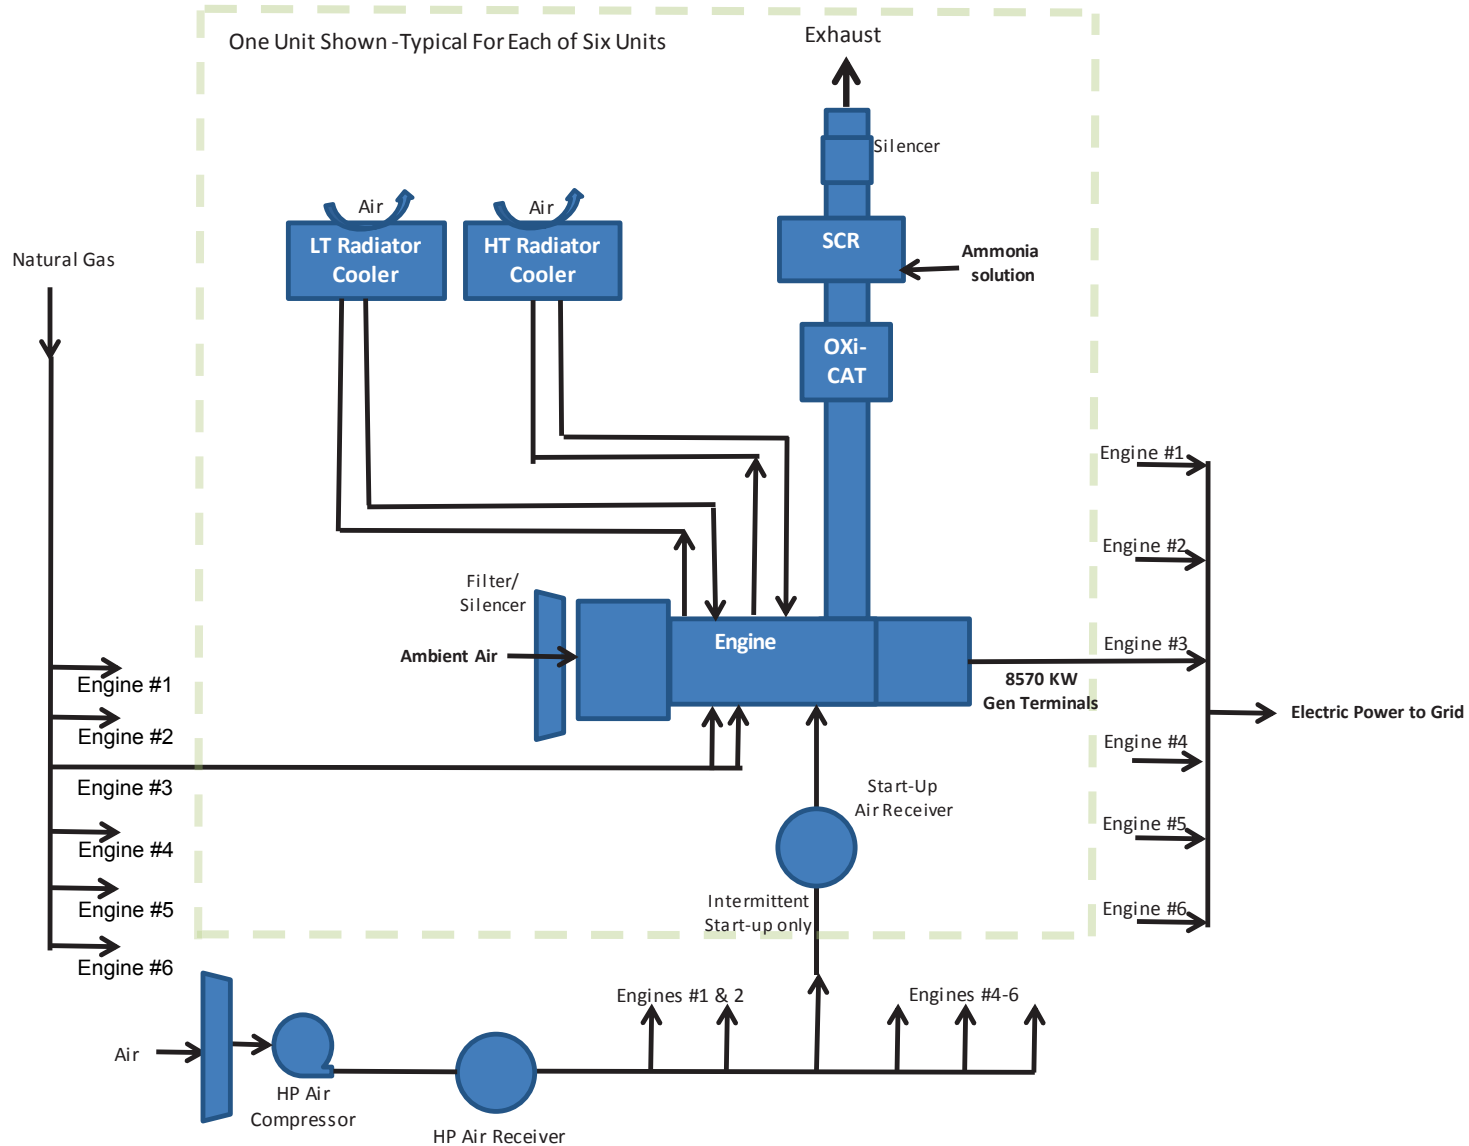 One Unit Shown - Typical For Each of Six Units
Exhaust
Silencer
Air
Air
LT Radiator
Cooler
HT Radiator
Cooler
SCR
Ammonia
solution
Natural Gas
OXi-
CAT
Engine #1
Engine #2
Engine #3
Engine #4
Engine #5
Engine #6
Filter/
Silencer
Ambient Air
Engine
8570 KW
Gen Terminals
Electric Power to Grid
Engine #1
Engine #2
Engine #3
Engine #4
Engine #5
Engine #6
Start-Up
Air Receiver
Intermittent
Start-up only
Engines #1 & 2
Engines #4-6
Air
HP Air
Compressor
HP Air Receiver